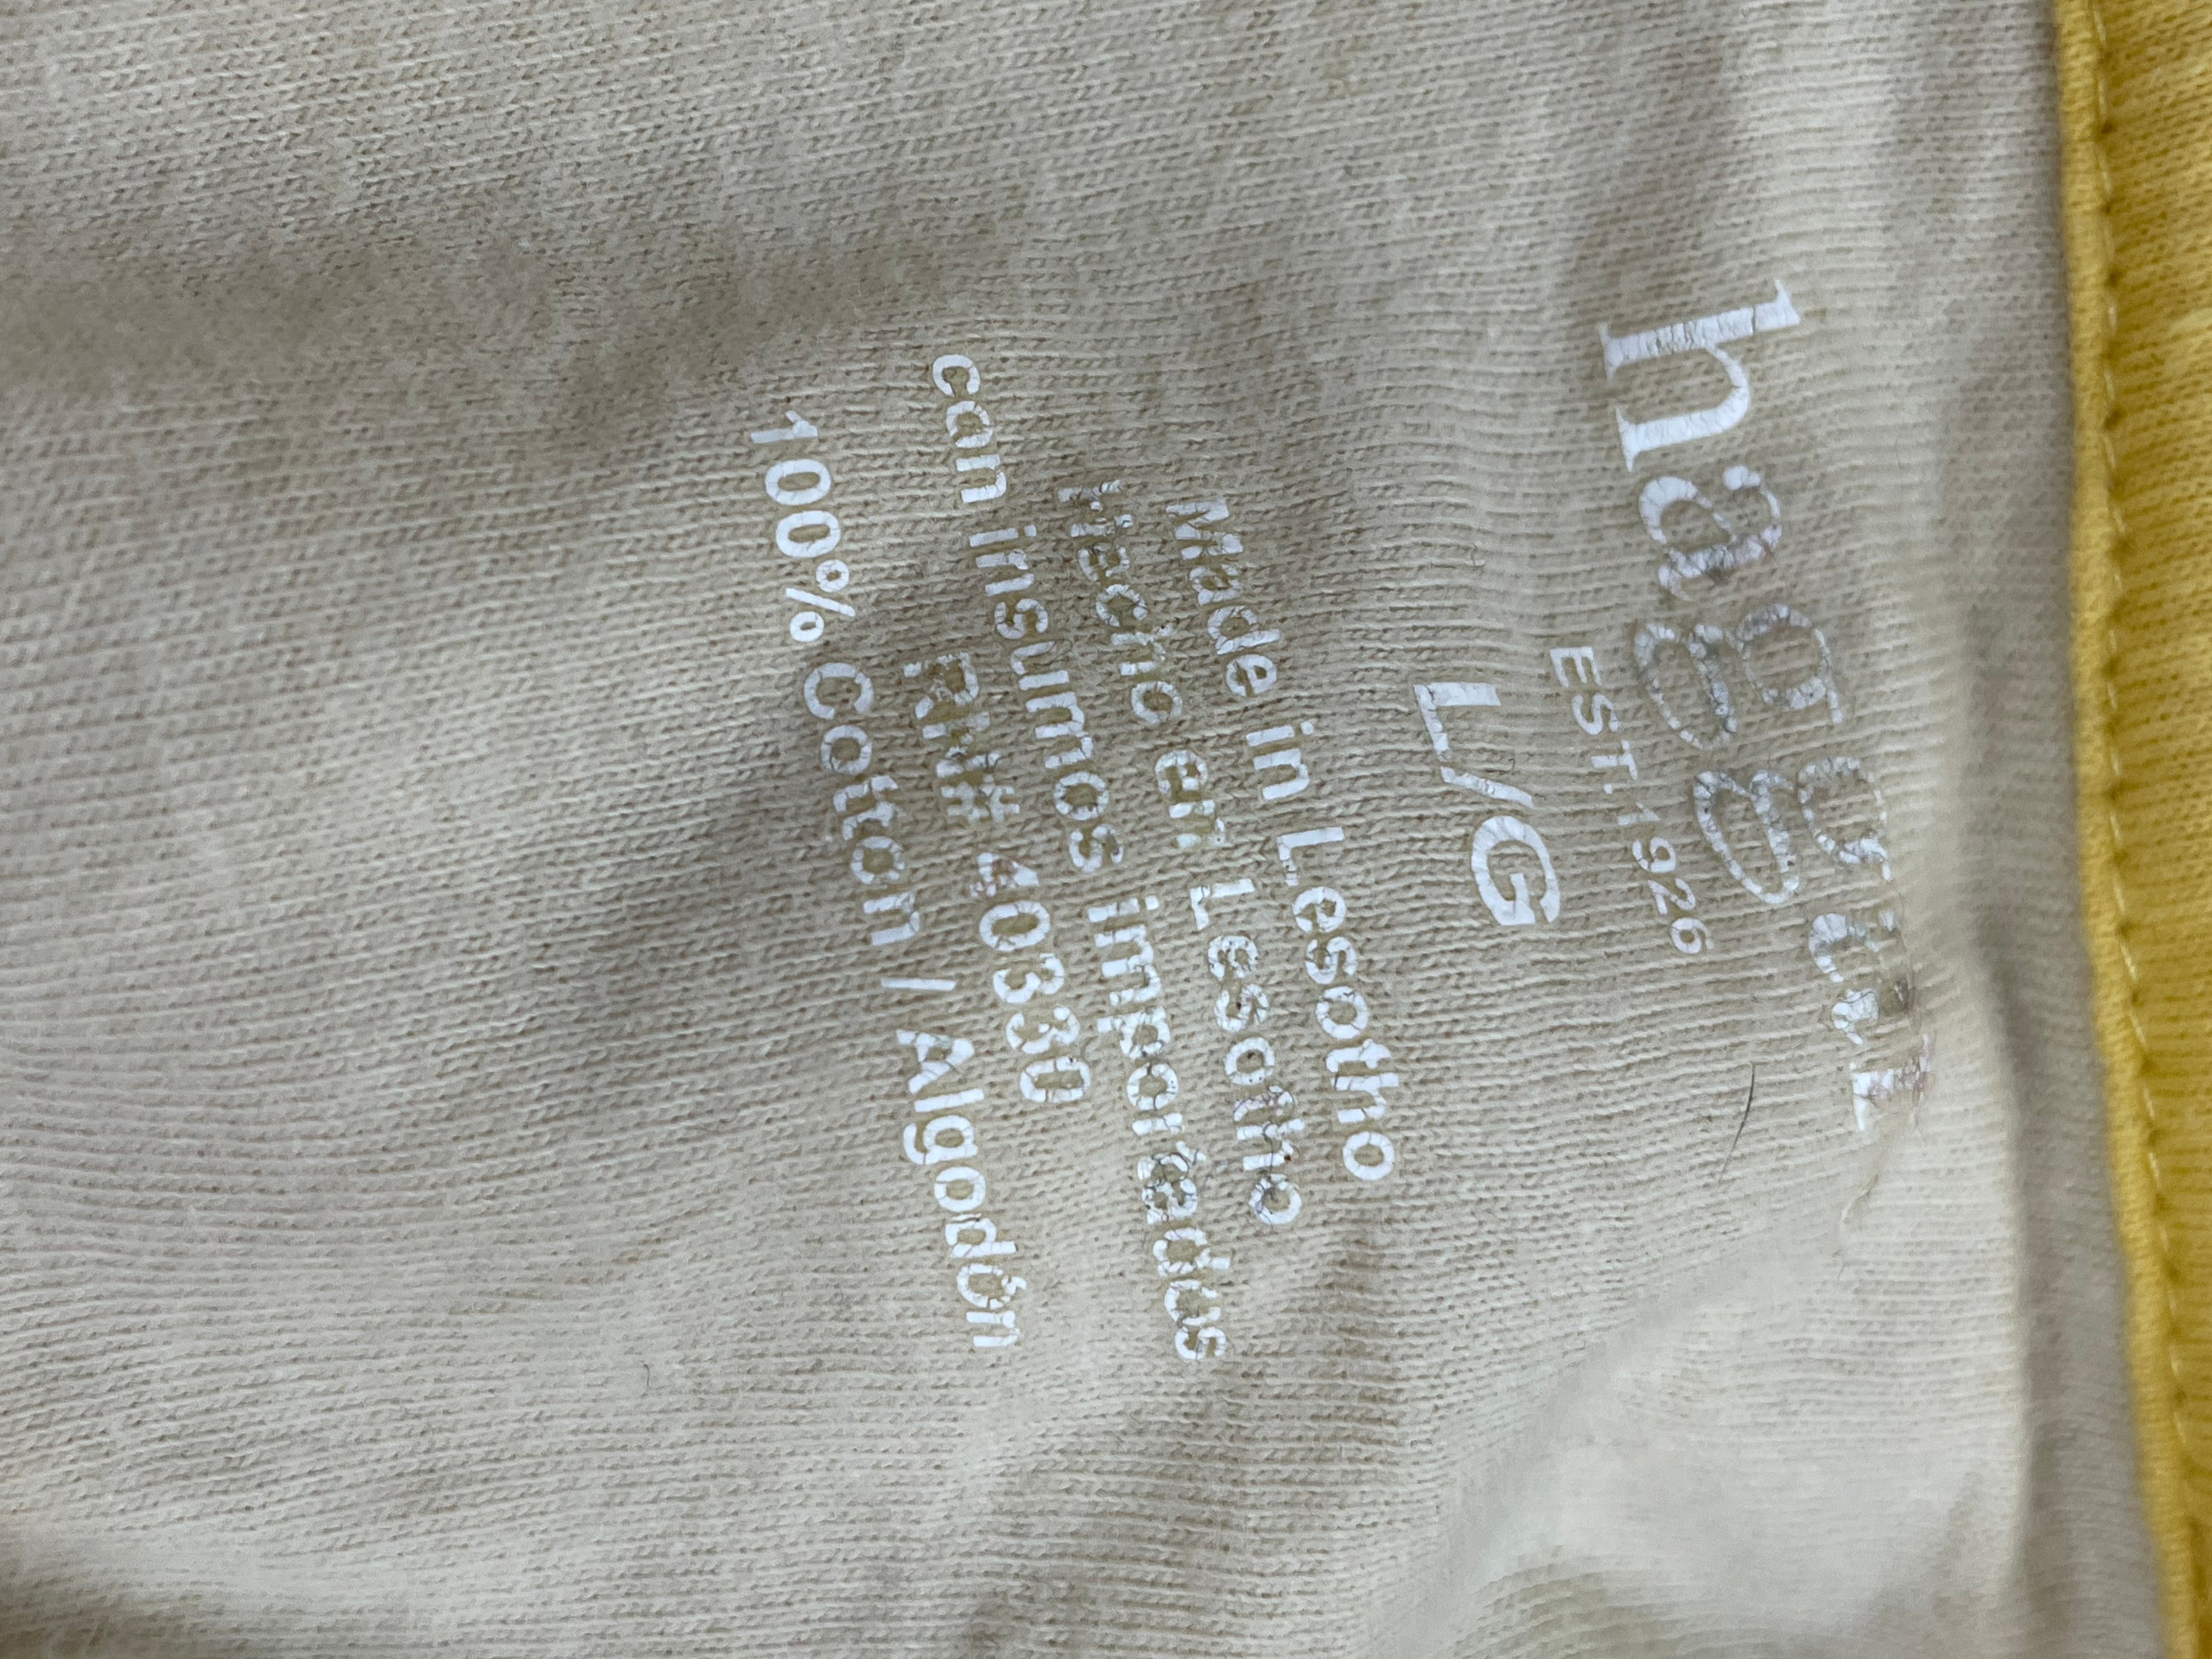 haggar
EST. 1926
L/G
Made in Lesotho
Hecho en Lesotho
con insumos importados
RN# 40330
100% Cotton / Algodón